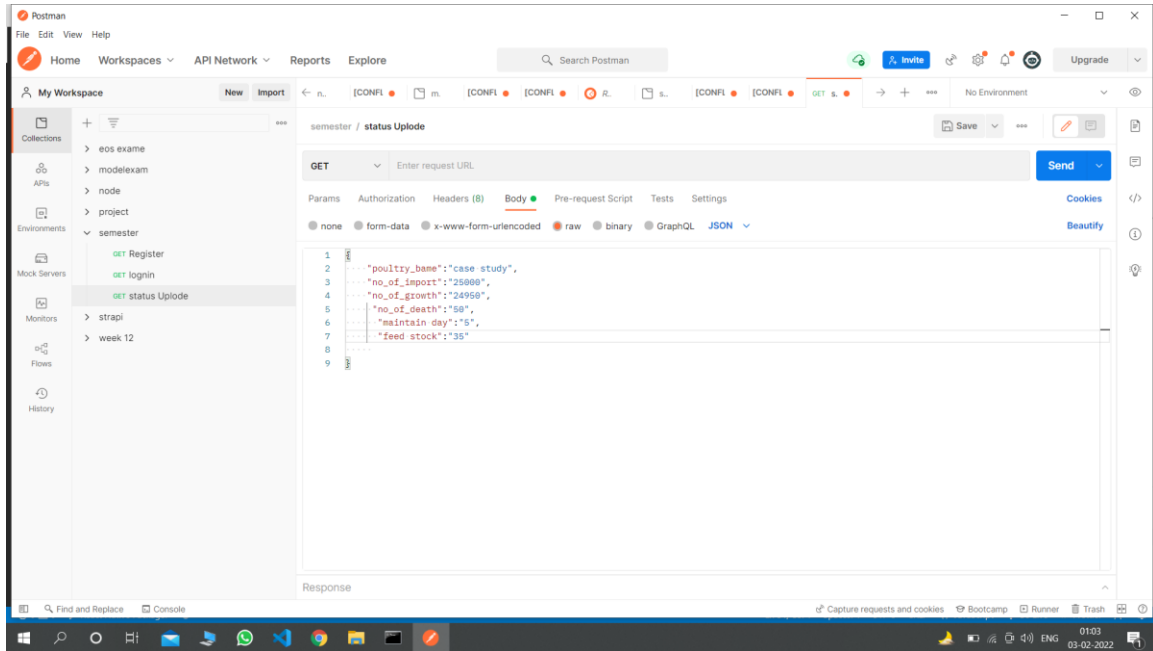 Postman
File Edit View Help
Home Workspaces API Network Reports Explore Search Postman Invite Upgrade
My Workspace New Import n.. [CONFL m. [CONFL [CONFL R.. s.. [CONFL [CONFL GET s. No Environment
Collections
APIs
Environments
Mock Servers
Monitors
Flows
History
eos exame
modelexam
node
project
semester
GET Register
GET lognin
GET status Uplode
strapi
week 12
semester / status Uplode Save
GET Enter request URL Send
Params Authorization Headers (8) Body Pre-request Script Tests Settings Cookies
none form-data x-www-form-urlencoded raw binary GraphQL JSON Beautify
1 {
2 "poultry_bame":"case study",
3 "no_of_import":"25000",
4 "no_of_growth":"24950",
5 "no_of_death":"50",
6 "maintain day":"5",
7 "feed stock":"35"
8
9 }
Response
Find and Replace Console Capture requests and cookies Bootcamp Runner Trash
ENG 01:03
03-02-2022